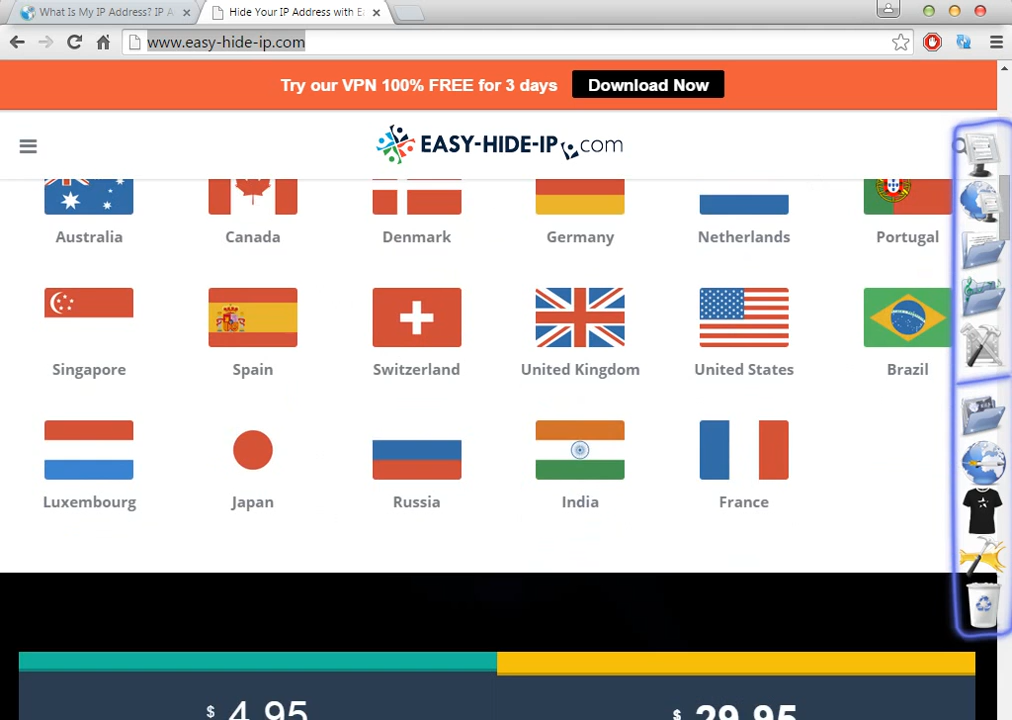 What Is My IP Address? IP A
Hide Your IP Address with Ea
www.easy-hide-ip.com
Try our VPN 100% FREE for 3 days Download Now
EASY-HIDE-IP.com
Australia Canada Denmark Germany Netherlands Portugal
Singapore Spain Switzerland United Kingdom United States Brazil
Luxembourg Japan Russia India France
$ 4.95 $ 29.95